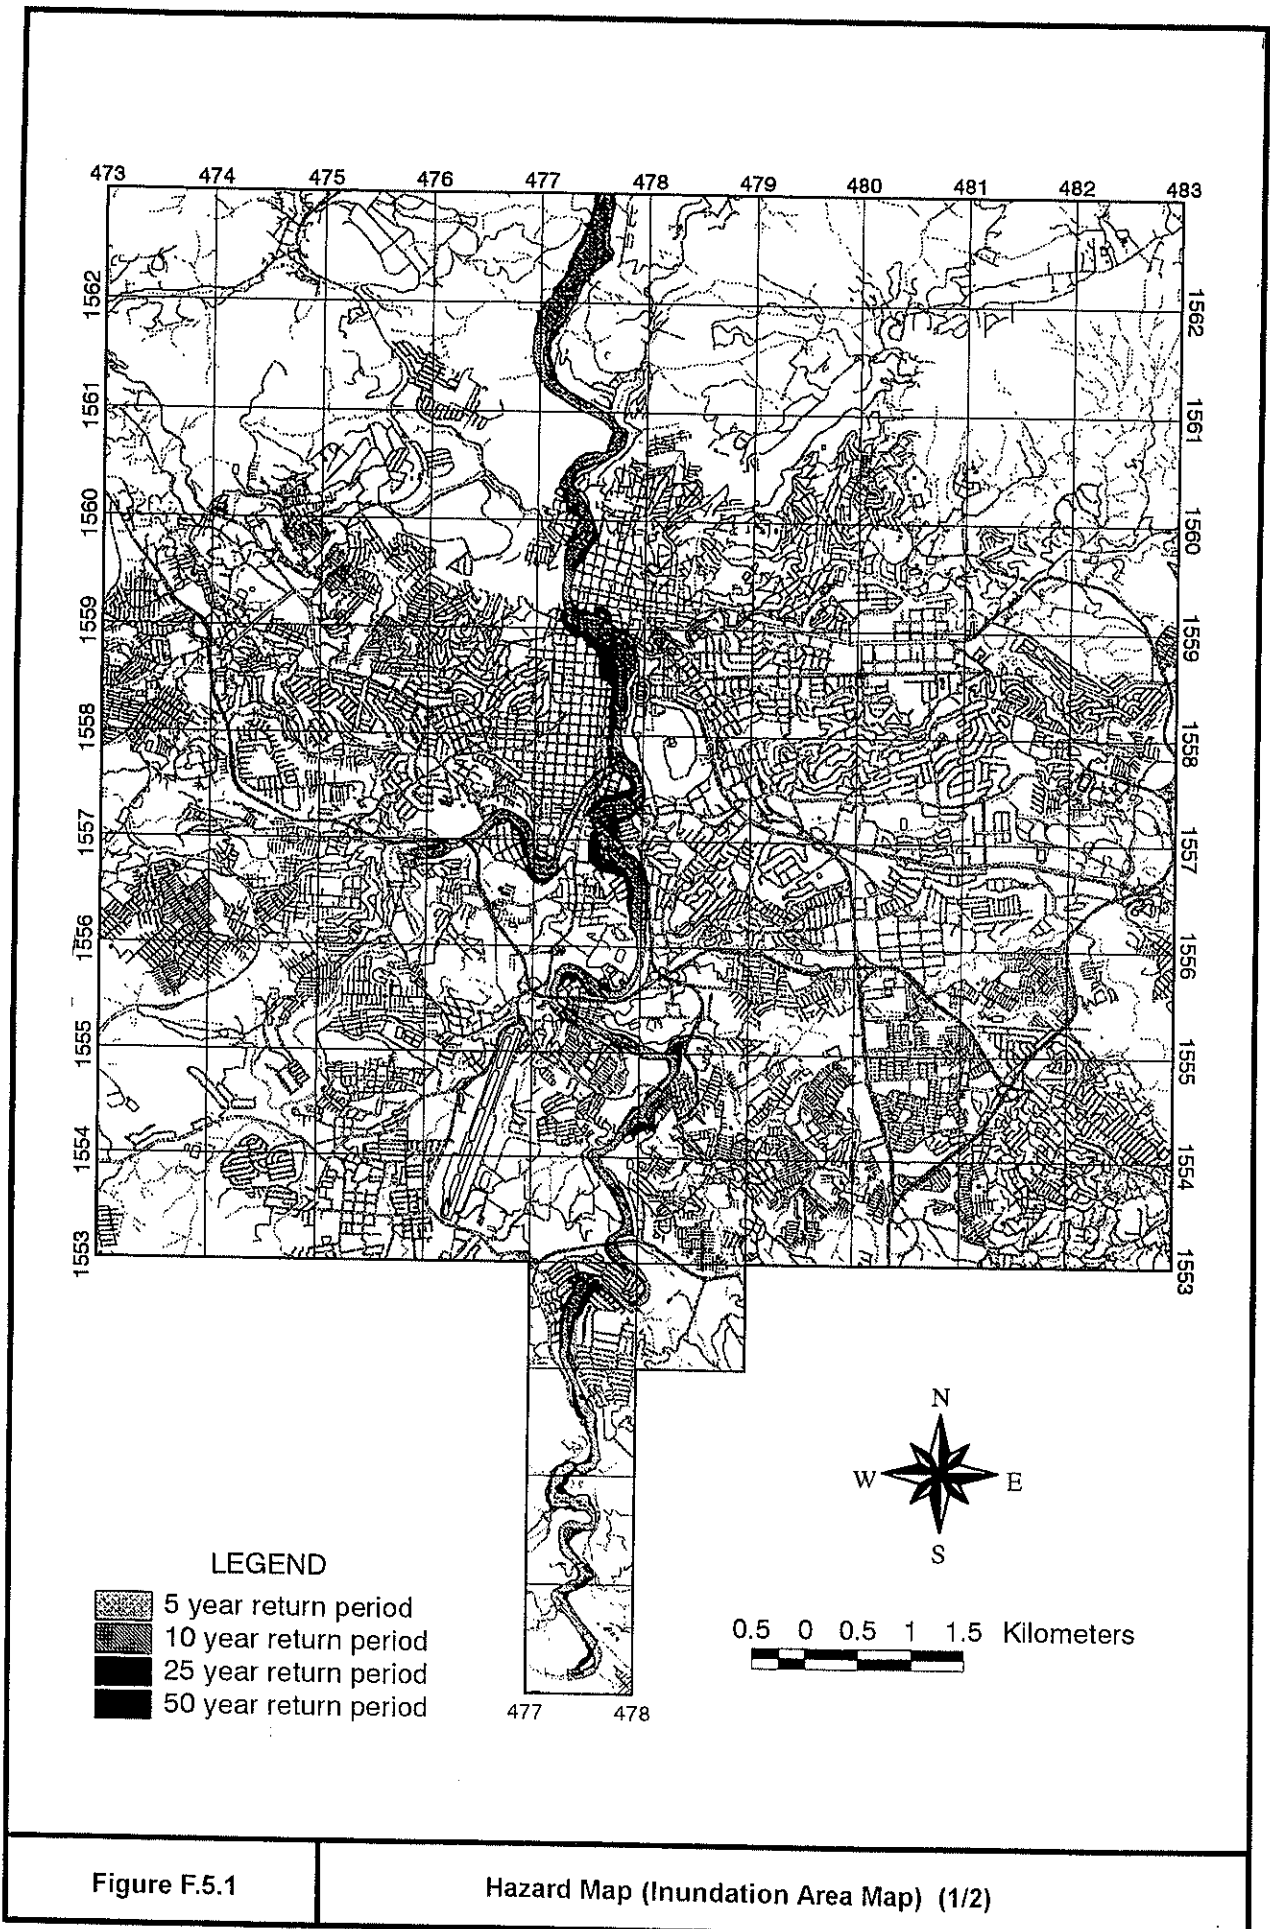 473 474 475 476 477 478 479 480 481 482 483
1562 1562
1561 1561
1560 1560
1559 1559
1558 1558
1557 1557
1556 1556
1555 1555
1554 1554
1553 1553
N
W E
S
LEGEND
5 year return period
10 year return period
25 year return period
50 year return period
0.5 0 0.5 1 1.5 Kilometers
477 478
Figure F.5.1
Hazard Map (Inundation Area Map) (1/2)